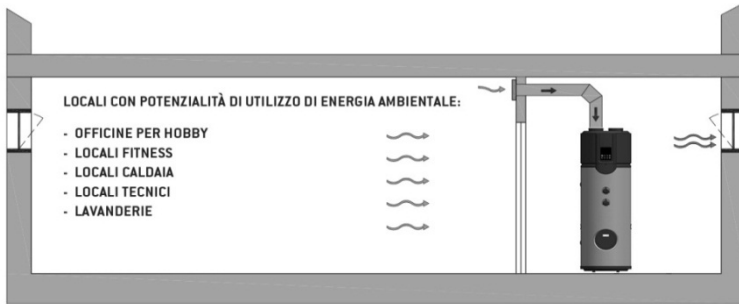 LOCALI CON POTENZIALITÀ DI UTILIZZO DI ENERGIA AMBIENTALE:
- OFFICINE PER HOBBY
- LOCALI FITNESS
- LOCALI CALDAIA
- LOCALI TECNICI
- LAVANDERIE